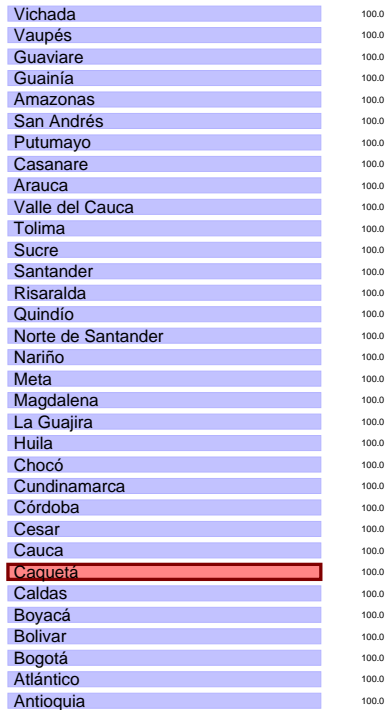 Vichada 100.0
Vaupés 100.0
Guaviare 100.0
Guainía 100.0
Amazonas 100.0
San Andrés 100.0
Putumayo 100.0
Casanare 100.0
Arauca 100.0
Valle del Cauca 100.0
Tolima 100.0
Sucre 100.0
Santander 100.0
Risaralda 100.0
Quindío 100.0
Norte de Santander 100.0
Nariño 100.0
Meta 100.0
Magdalena 100.0
La Guajira 100.0
Huila 100.0
Chocó 100.0
Cundinamarca 100.0
Córdoba 100.0
Cesar 100.0
Cauca 100.0
Caquetá 100.0
Caldas 100.0
Boyacá 100.0
Bolivar 100.0
Bogotá 100.0
Atlántico 100.0
Antioquia 100.0